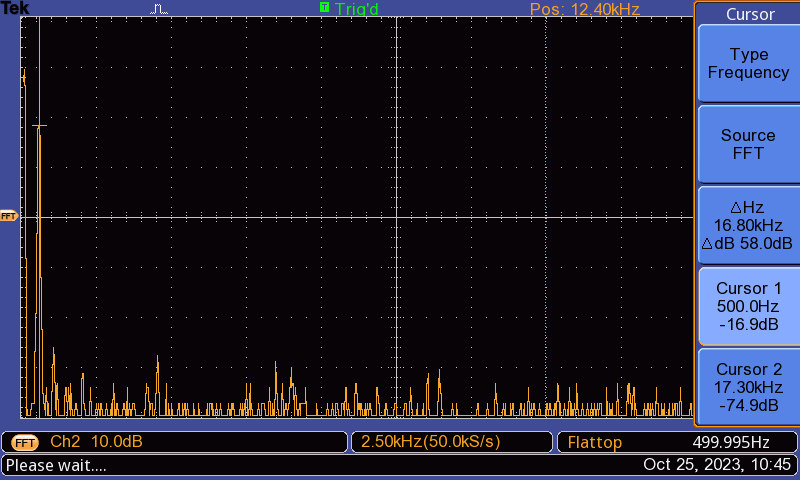 Tek
T Trig'd
Pos: 12.40kHz
Cursor
Type
Frequency
Source
FFT
△Hz
16.80kHz
△dB 58.0dB
Cursor 1
500.0Hz
-16.9dB
Cursor 2
17.30kHz
-74.9dB
FFT
FFT Ch2 10.0dB
2.50kHz(50.0kS/s)
Flattop 499.995Hz
Please wait....
Oct 25, 2023, 10:45